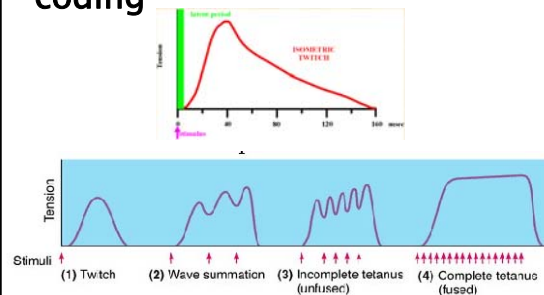 coding
latent period
ISOMETRIC
TWITCH
Tension
0 40 80 120 160 msec
stimulus
Tension
Stimuli
(1) Twitch (2) Wave summation (3) Incomplete tetanus (4) Complete tetanus
(unfused) (fused)